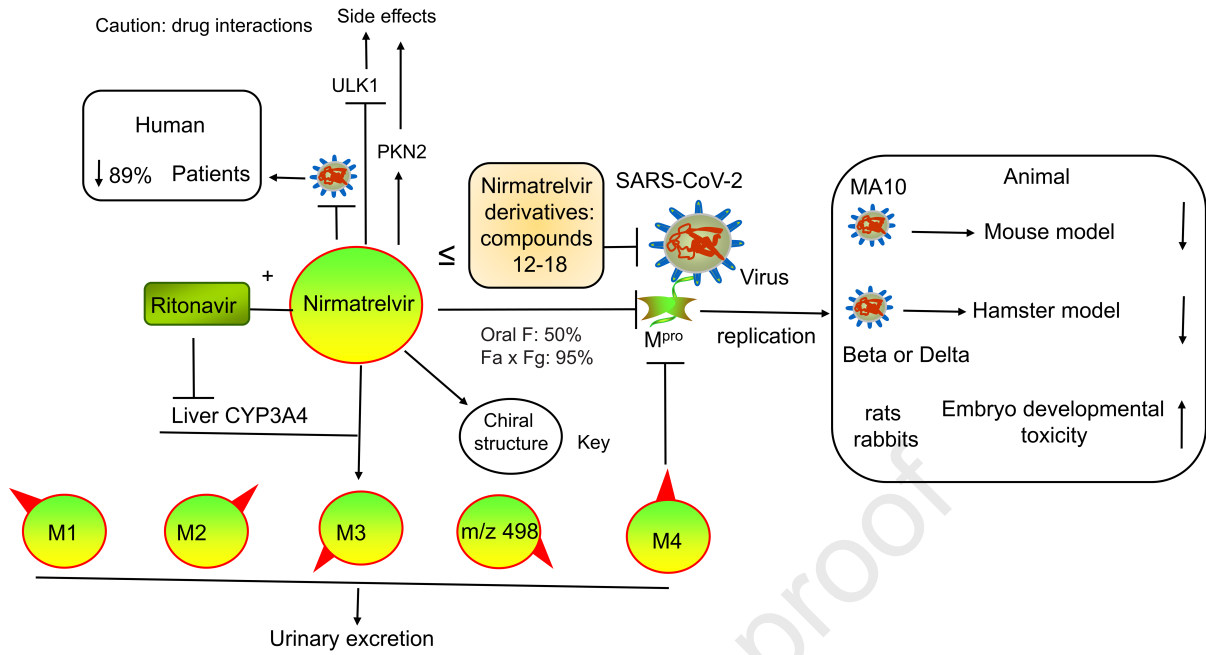 Side effects
Caution: drug interactions
ULK1
Human
↓ 89% Patients
PKN2
Nirmatrelvir
derivatives:
compounds
12-18
≤
SARS-CoV-2
Virus
MA10
Animal
Mouse model
+
Ritonavir
Nirmatrelvir
Oral F: 50%
Fa x Fg: 95%
Mpro
replication
Hamster model
Beta or Delta
rats
rabbits
Embryo developmental
toxicity
Liver CYP3A4
Chiral
structure
Key
M1
M2
M3
m/z 498
M4
Urinary excretion
proof